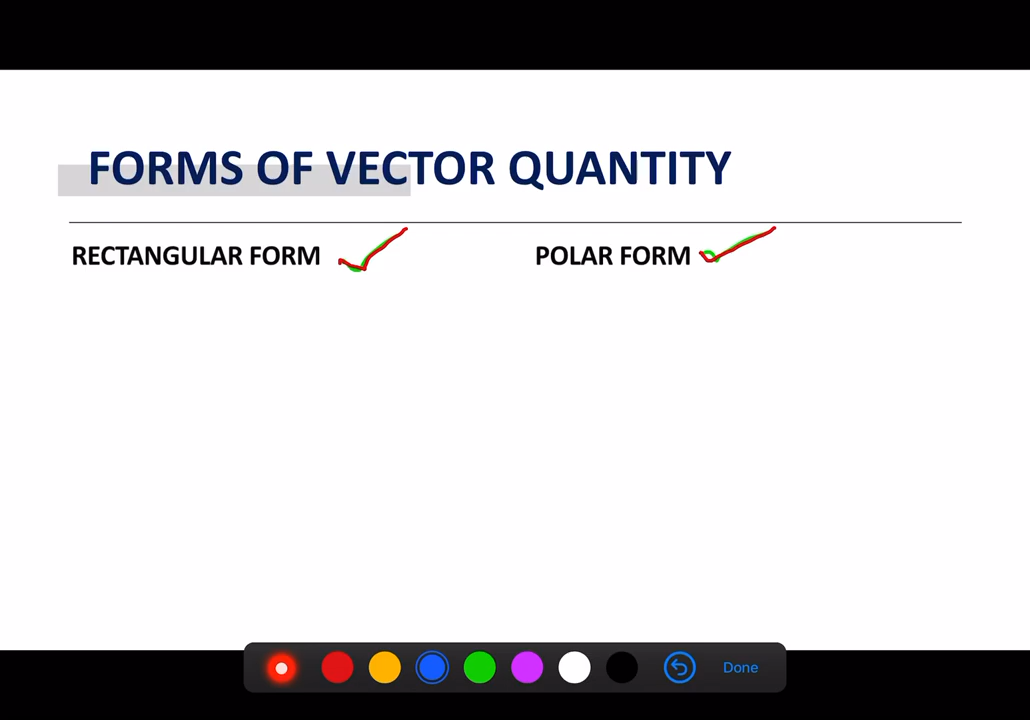 FORMS OF VECTOR QUANTITY
RECTANGULAR FORM
POLAR FORM
Done